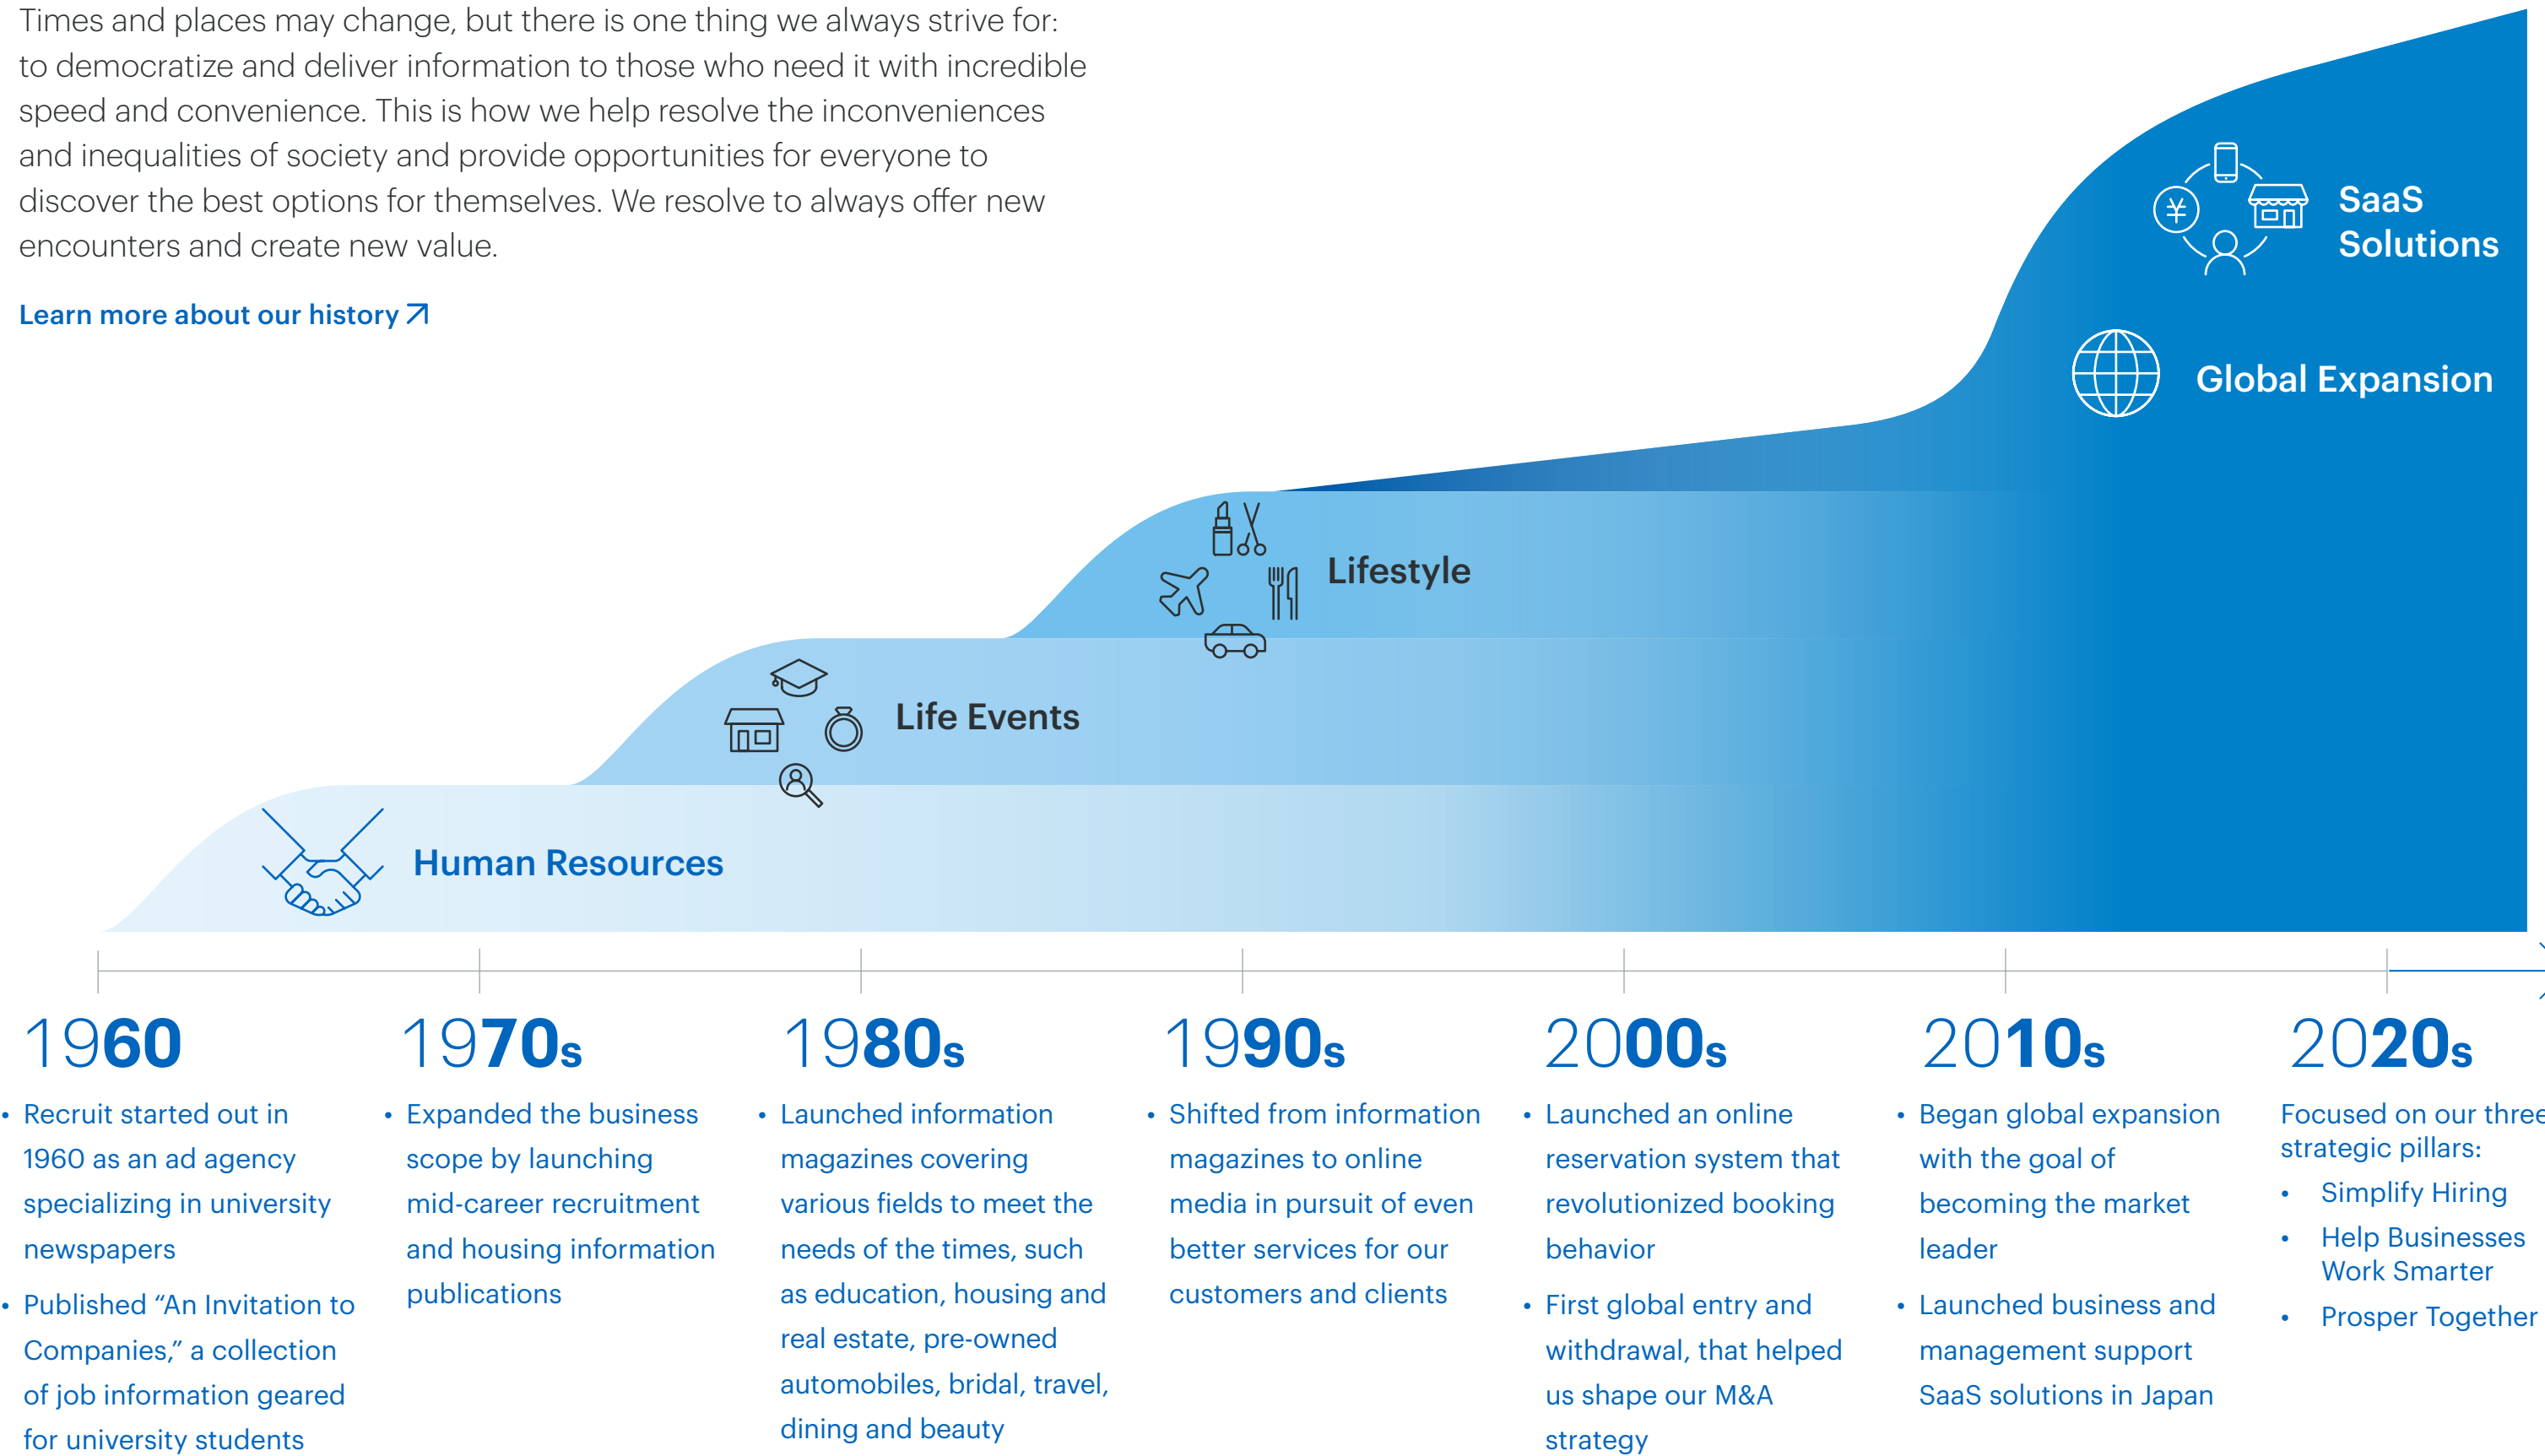 Times and places may change, but there is one thing we always strive for:
to democratize and deliver information to those who need it with incredible
speed and convenience. This is how we help resolve the inconveniences
and inequalities of society and provide opportunities for everyone to
discover the best options for themselves. We resolve to always offer new
encounters and create new value.
Learn more about our history
SaaS
Solutions
Global Expansion
Lifestyle
Life Events
Human Resources
1960
• Recruit started out in
1960 as an ad agency
specializing in university
newspapers
• Published “An Invitation to
Companies,” a collection
of job information geared
for university students
1970s
• Expanded the business
scope by launching
mid-career recruitment
and housing information
publications
1980s
• Launched information
magazines covering
various fields to meet the
needs of the times, such
as education, housing and
real estate, pre-owned
automobiles, bridal, travel,
dining and beauty
1990s
• Shifted from information
magazines to online
media in pursuit of even
better services for our
customers and clients
2000s
• Launched an online
reservation system that
revolutionized booking
behavior
• First global entry and
withdrawal, that helped
us shape our M&A
strategy
2010s
• Began global expansion
with the goal of
becoming the market
leader
• Launched business and
management support
SaaS solutions in Japan
2020s
Focused on our three
strategic pillars:
• Simplify Hiring
• Help Businesses
Work Smarter
• Prosper Together